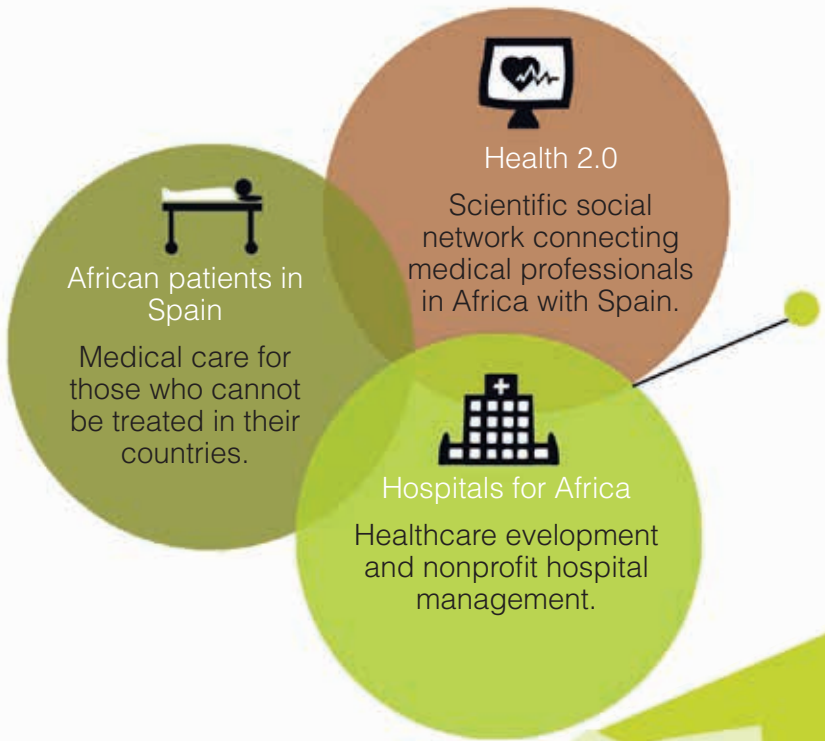 Health 2.0
Scientific social
network connecting
medical professionals
in Africa with Spain.
African patients in
Spain
Medical care for
those who cannot
be treated in their
countries.
Hospitals for Africa
Healthcare evelopment
and nonprofit hospital
management.